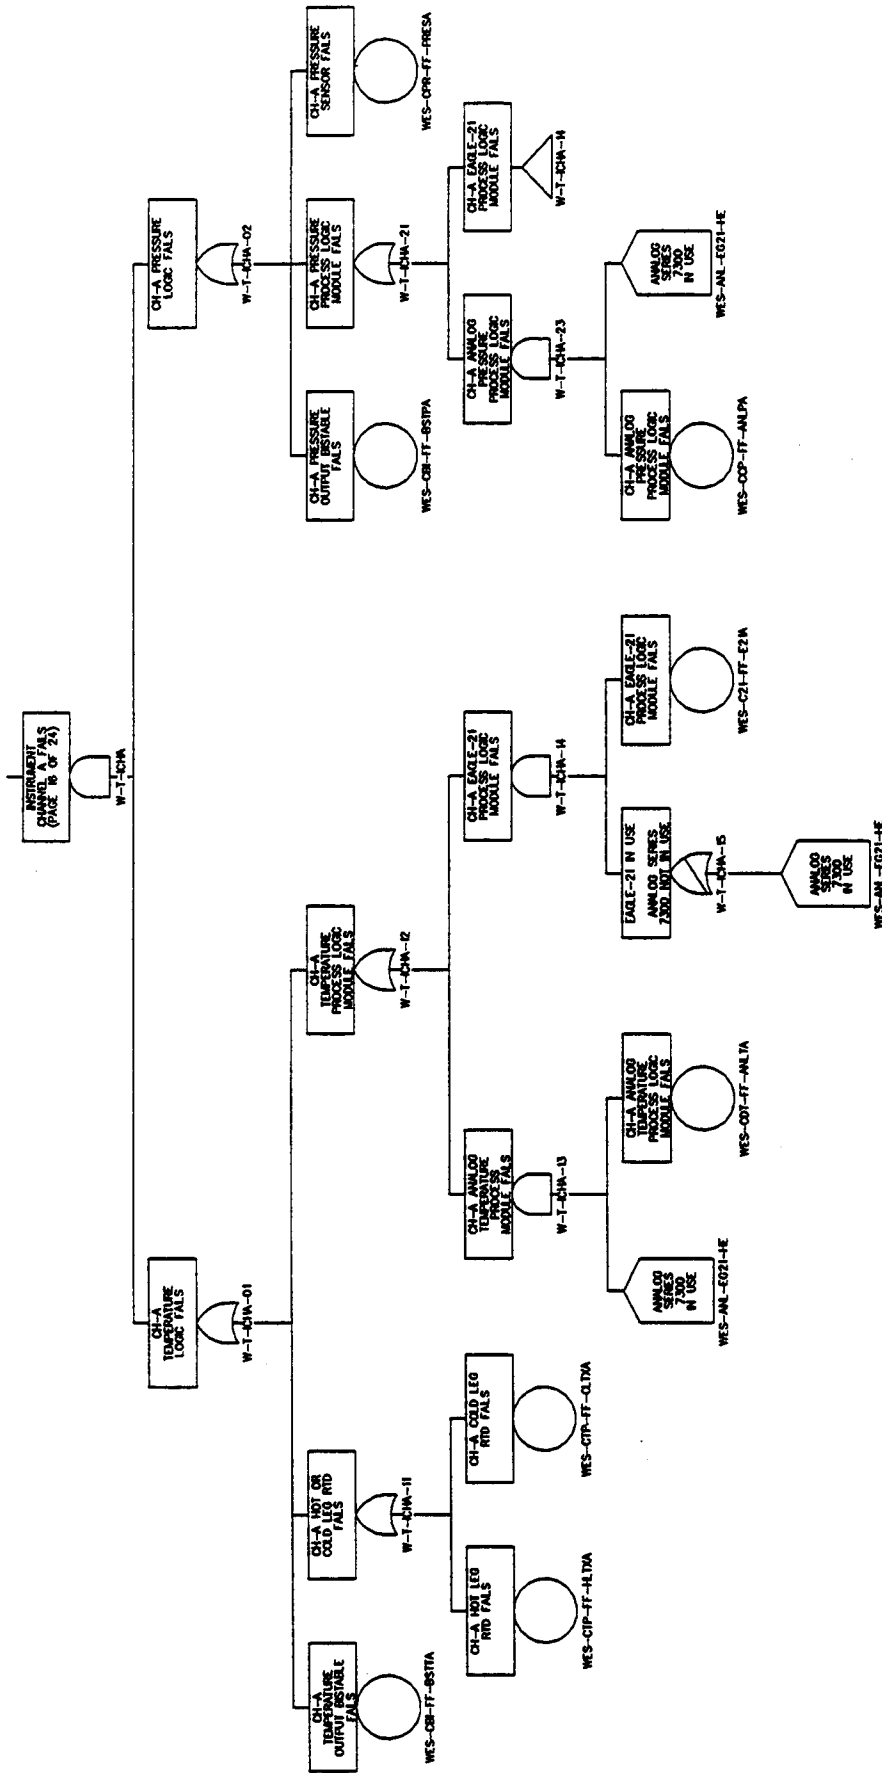 INSTRUMENT
CHANNEL A FAILS
(PAGE 16 OF 24)
W-T-ICHA
CH-A
TEMPERATURE
LOGIC FAILS
W-T-ICHA-01
CH-A PRESSURE
LOGIC FAILS
W-T-ICHA-02
CH-A
TEMPERATURE
OUTPUT BISTABLE
FAILS
WES-CBI-FF-BSTTA
CH-A HOT OR
COLD LEG RTD
FAILS
W-T-ICHA-11
CH-A
TEMPERATURE
PROCESS LOGIC
MODULE FAILS
W-T-ICHA-12
CH-A PRESSURE
OUTPUT BISTABLE
FAILS
WES-CBI-FF-BSTPA
CH-A PRESSURE
PROCESS LOGIC
MODULE FAILS
W-T-ICHA-21
CH-A PRESSURE
SENSOR FAILS
WES-CPR-FF-PRESA
CH-A HOT LEG
RTD FAILS
WES-CTP-FF-HLTXA
CH-A COLD LEG
RTD FAILS
WES-CTP-FF-CLTXA
CH-A ANALOG
TEMPERATURE
PROCESS
MODULE FAILS
W-T-ICHA-13
CH-A EAGLE-21
PROCESS LOGIC
MODULE FAILS
W-T-ICHA-14
CH-A ANALOG
PRESSURE
PROCESS LOGIC
MODULE FAILS
W-T-ICHA-23
CH-A EAGLE-21
PROCESS LOGIC
MODULE FAILS
W-T-ICHA-14
ANALOG
SERIES
7300
IN USE
WES-ANL-EG21-HE
CH-A ANALOG
TEMPERATURE
PROCESS LOGIC
MODULE FAILS
WES-CDT-FF-ANLTA
EAGLE-21 IN USE
ANALOG SERIES
7300 NOT IN USE
W-T-ICHA-15
CH-A EAGLE-21
PROCESS LOGIC
MODULE FAILS
WES-C21-FF-E21A
CH-A ANALOG
PRESSURE
PROCESS LOGIC
MODULE FAILS
WES-CCP-FF-ANLPA
ANALOG
SERIES
7300
IN USE
WES-ANL-EG21-HE
ANALOG
SERIES
7300
IN USE
WES-ANL-EG21-HE